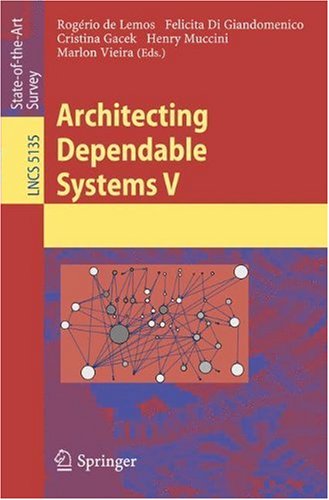 Rogério de Lemos   Felicita Di Giandomenico
Cristina Gacek   Henry Muccini
Marlon Vieira (Eds.)
State-of-the-Art
Survey
LNCS 5135
Architecting
Dependable
Systems V
Springer